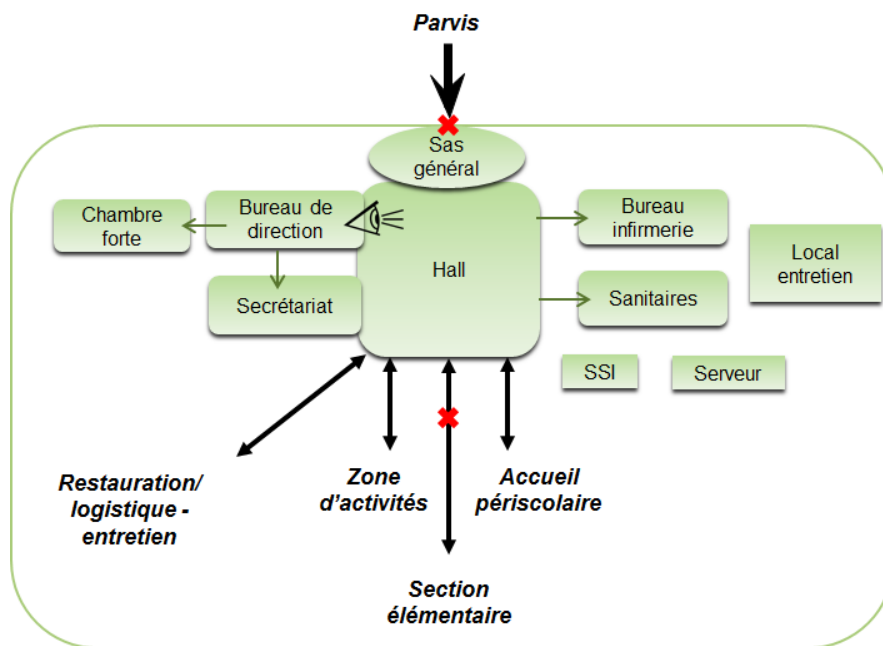 Parvis
Sas
général
Chambre
forte
Bureau de
direction
Hall
Bureau
infirmerie
Local
entretien
Secrétariat
Sanitaires
SSI
Serveur
Restauration/
logistique -
entretien
Zone
d'activités
Accueil
périscolaire
Section
élémentaire